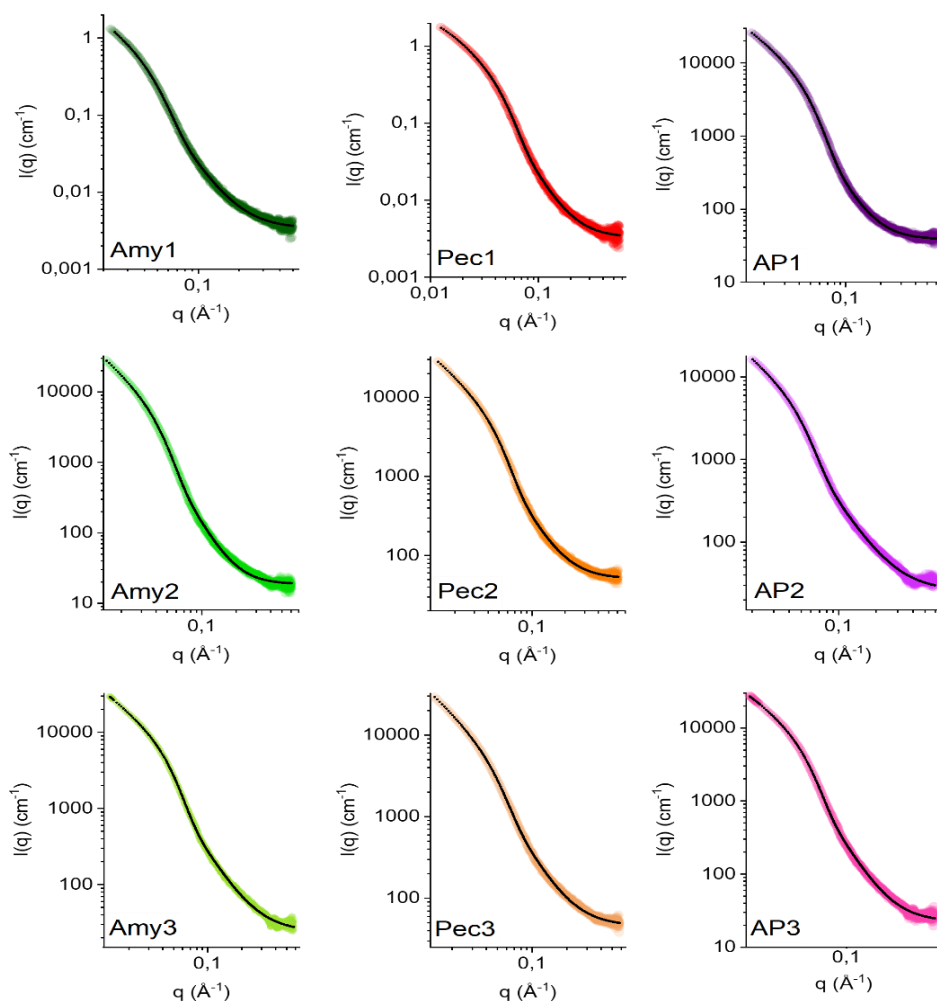 1
0,1
0,01
0,001
I(q) (cm⁻¹)
Amy1
0,1
q (Å⁻¹)
1
0,1
0,01
0,001
I(q) (cm⁻¹)
Pec1
0,01
0,1
q (Å⁻¹)
10000
1000
100
10
I(q) (cm⁻¹)
AP1
0,1
q (Å⁻¹)
10000
1000
100
10
I(q) (cm⁻¹)
Amy2
0,1
q (Å⁻¹)
10000
1000
100
I(q) (cm⁻¹)
Pec2
0,1
q (Å⁻¹)
10000
1000
100
I(q) (cm⁻¹)
AP2
0,1
q (Å⁻¹)
10000
1000
100
I(q) (cm⁻¹)
Amy3
0,1
q (Å⁻¹)
10000
1000
100
I(q) (cm⁻¹)
Pec3
0,1
q (Å⁻¹)
10000
1000
100
10
I(q) (cm⁻¹)
AP3
0,1
q (Å⁻¹)